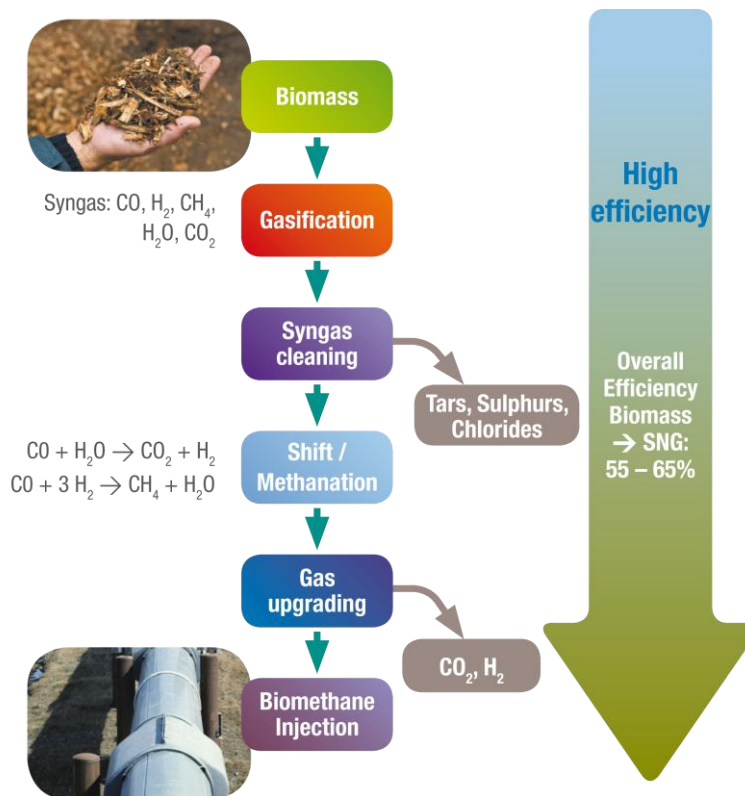 Biomass
Syngas: CO, H₂, CH₄,
H₂O, CO₂
Gasification
High
efficiency
Syngas
cleaning
Tars, Sulphurs,
Chlorides
Overall
Efficiency
Biomass
→ SNG:
55 – 65%
CO + H₂O → CO₂ + H₂
CO + 3 H₂ → CH₄ + H₂O
Shift /
Methanation
Gas
upgrading
CO₂, H₂
Biomethane
Injection